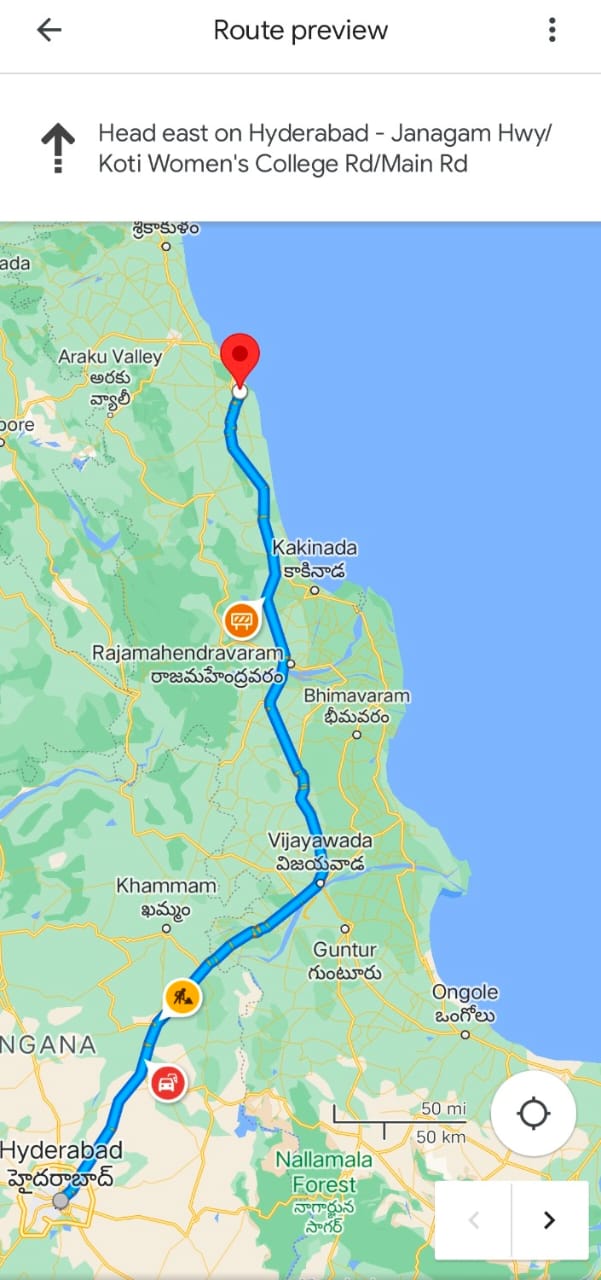 Route preview
Head east on Hyderabad - Janagam Hwy/
Koti Women's College Rd/Main Rd
శ్రీకాకుళం
ada
Araku Valley
అరకు
వ్యాలీ
pore
Kakinada
కాకినాడ
Rajamahendravaram
రాజమహేంద్రవరం
Bhimavaram
భీమవరం
Vijayawada
విజయవాడ
Khammam
ఖమ్మం
Guntur
గుంటూరు
Ongole
ఒంగోలు
NGANA
50 mi
50 km
Hyderabad
హైదరాబాద్
Nallamala
Forest
నాగార్జున
సాగర్